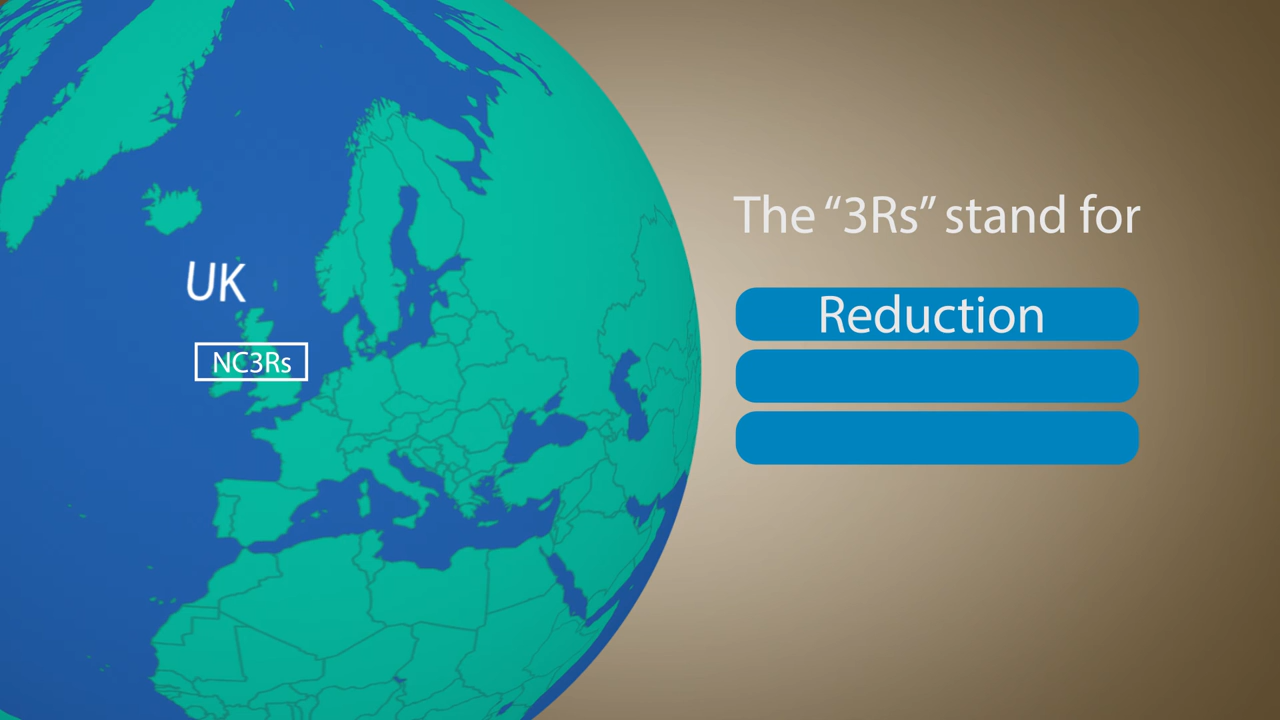 UK
NC3Rs
The “3Rs” stand for
Reduction